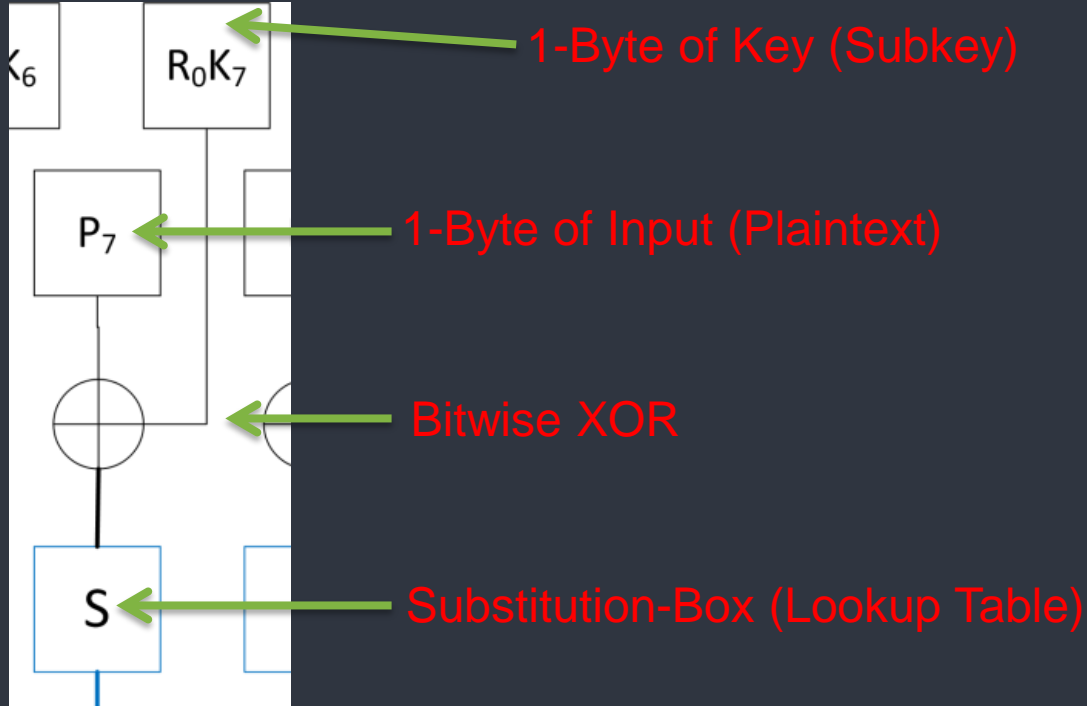 K₆
R₀K₇
1-Byte of Key (Subkey)
P₇
1-Byte of Input (Plaintext)
Bitwise XOR
S
Substitution-Box (Lookup Table)